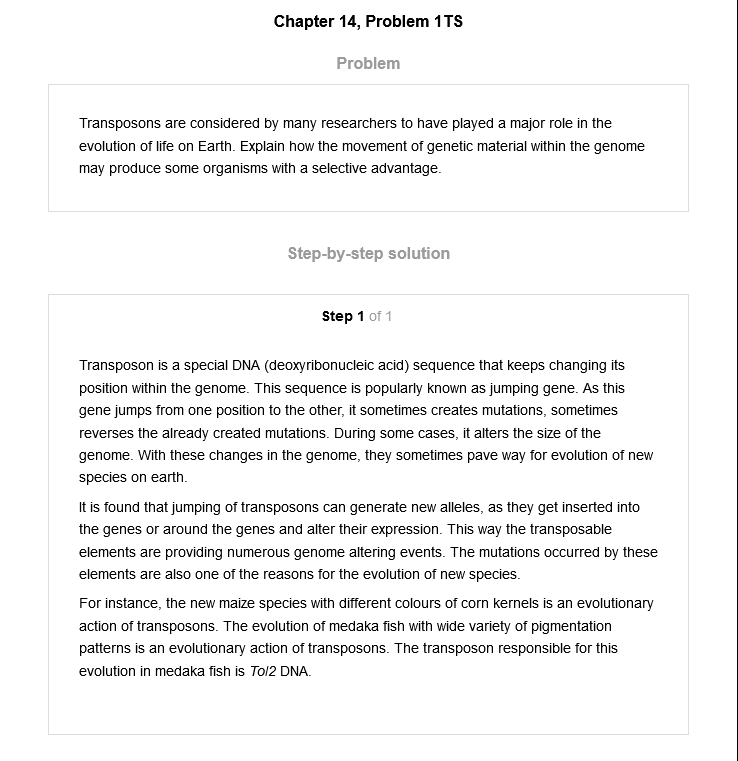 Chapter 14, Problem 1TS
Problem
Transposons are considered by many researchers to have played a major role in the
evolution of life on Earth. Explain how the movement of genetic material within the genome
may produce some organisms with a selective advantage.
Step-by-step solution
Step 1 of 1
Transposon is a special DNA (deoxyribonucleic acid) sequence that keeps changing its
position within the genome. This sequence is popularly known as jumping gene. As this
gene jumps from one position to the other, it sometimes creates mutations, sometimes
reverses the already created mutations. During some cases, it alters the size of the
genome. With these changes in the genome, they sometimes pave way for evolution of new
species on earth.
It is found that jumping of transposons can generate new alleles, as they get inserted into
the genes or around the genes and alter their expression. This way the transposable
elements are providing numerous genome altering events. The mutations occurred by these
elements are also one of the reasons for the evolution of new species.
For instance, the new maize species with different colours of corn kernels is an evolutionary
action of transposons. The evolution of medaka fish with wide variety of pigmentation
patterns is an evolutionary action of transposons. The transposon responsible for this
evolution in medaka fish is Tol2 DNA.